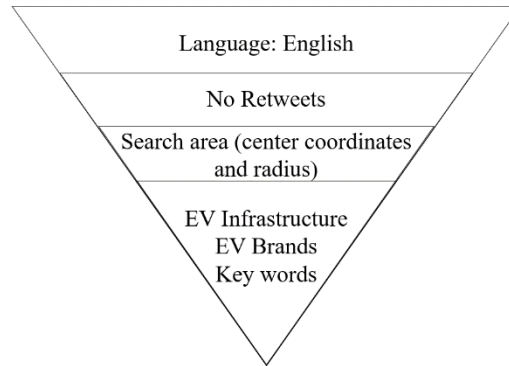 Language: English
No Retweets
Search area (center coordinates
and radius)
EV Infrastructure
EV Brands
Key words